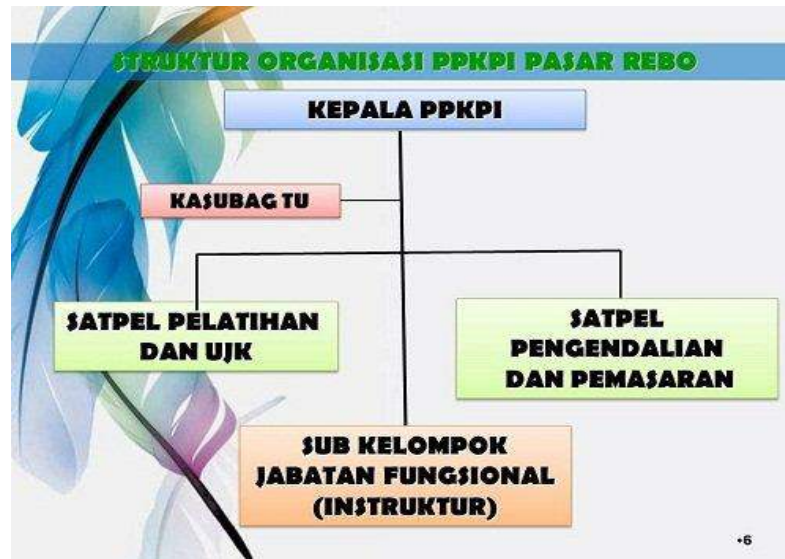 STRUKTUR ORGANISASI PPKPI PASAR REBO
KEPALA PPKPI
KASUBAG TU
SATPEL PELATIHAN
DAN UJK
SATPEL
PENGENDALIAN
DAN PEMASARAN
SUB KELOMPOK
JABATAN FUNGSIONAL
(INSTRUKTUR)
•6